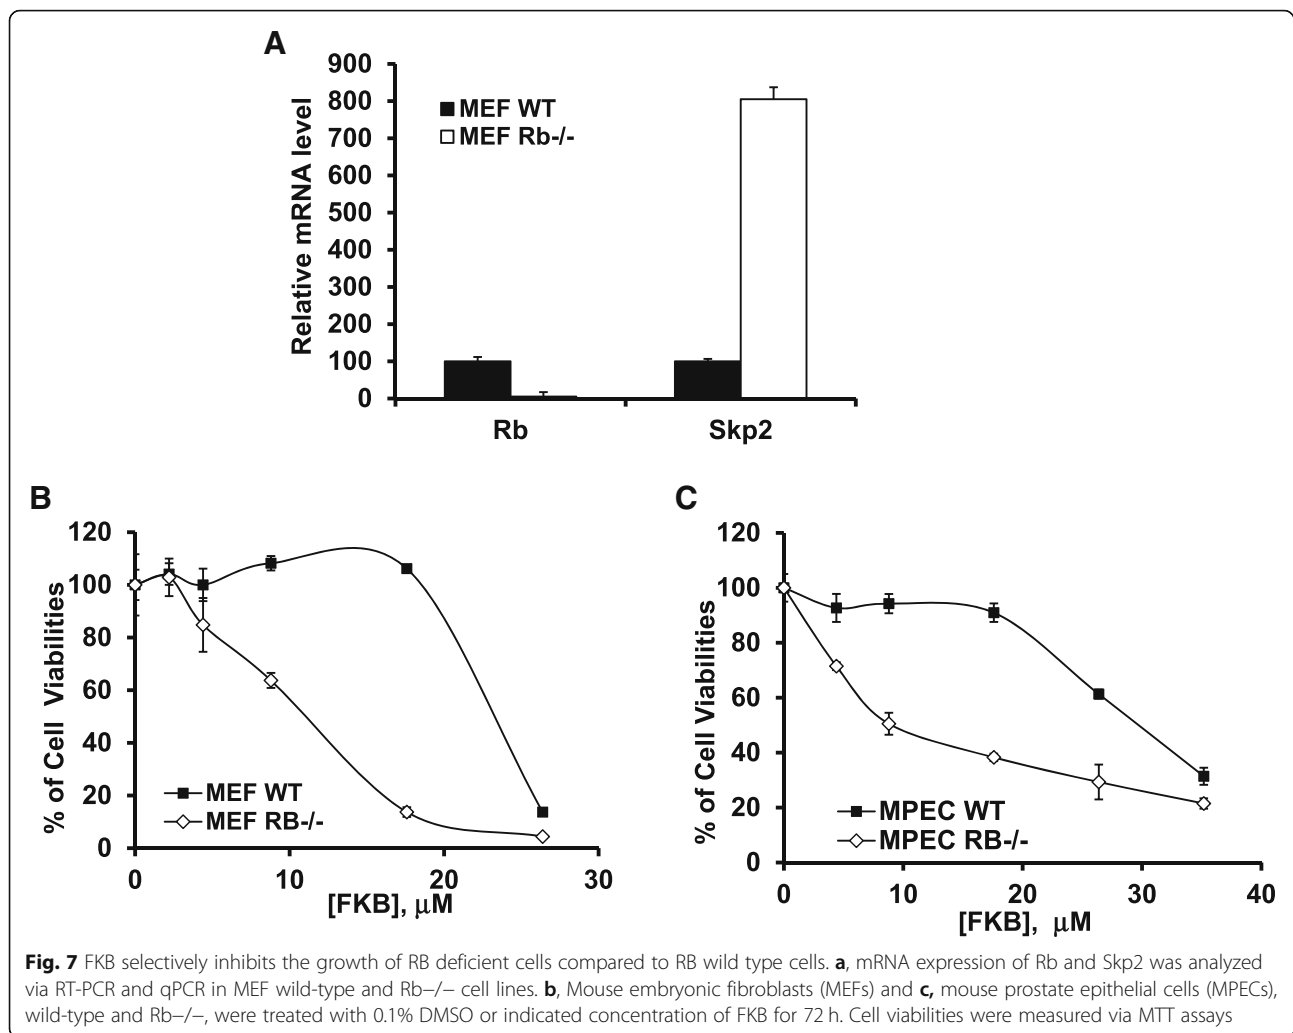 A
900
800
700
600
500
400
300
200
100
0
Relative mRNA level
MEF WT
MEF Rb-/-
Rb
Skp2
B
120
100
80
60
40
20
0
% of Cell Viabilities
MEF WT
MEF RB-/-
0
10
20
30
[FKB], μM
C
120
100
80
60
40
20
0
% of Cell Viabilities
MPEC WT
MPEC RB-/-
0
10
20
30
40
[FKB], μM
Fig. 7 FKB selectively inhibits the growth of RB deficient cells compared to RB wild type cells. a, mRNA expression of Rb and Skp2 was analyzed
via RT-PCR and qPCR in MEF wild-type and Rb−/− cell lines. b, Mouse embryonic fibroblasts (MEFs) and c, mouse prostate epithelial cells (MPECs),
wild-type and Rb−/−, were treated with 0.1% DMSO or indicated concentration of FKB for 72 h. Cell viabilities were measured via MTT assays